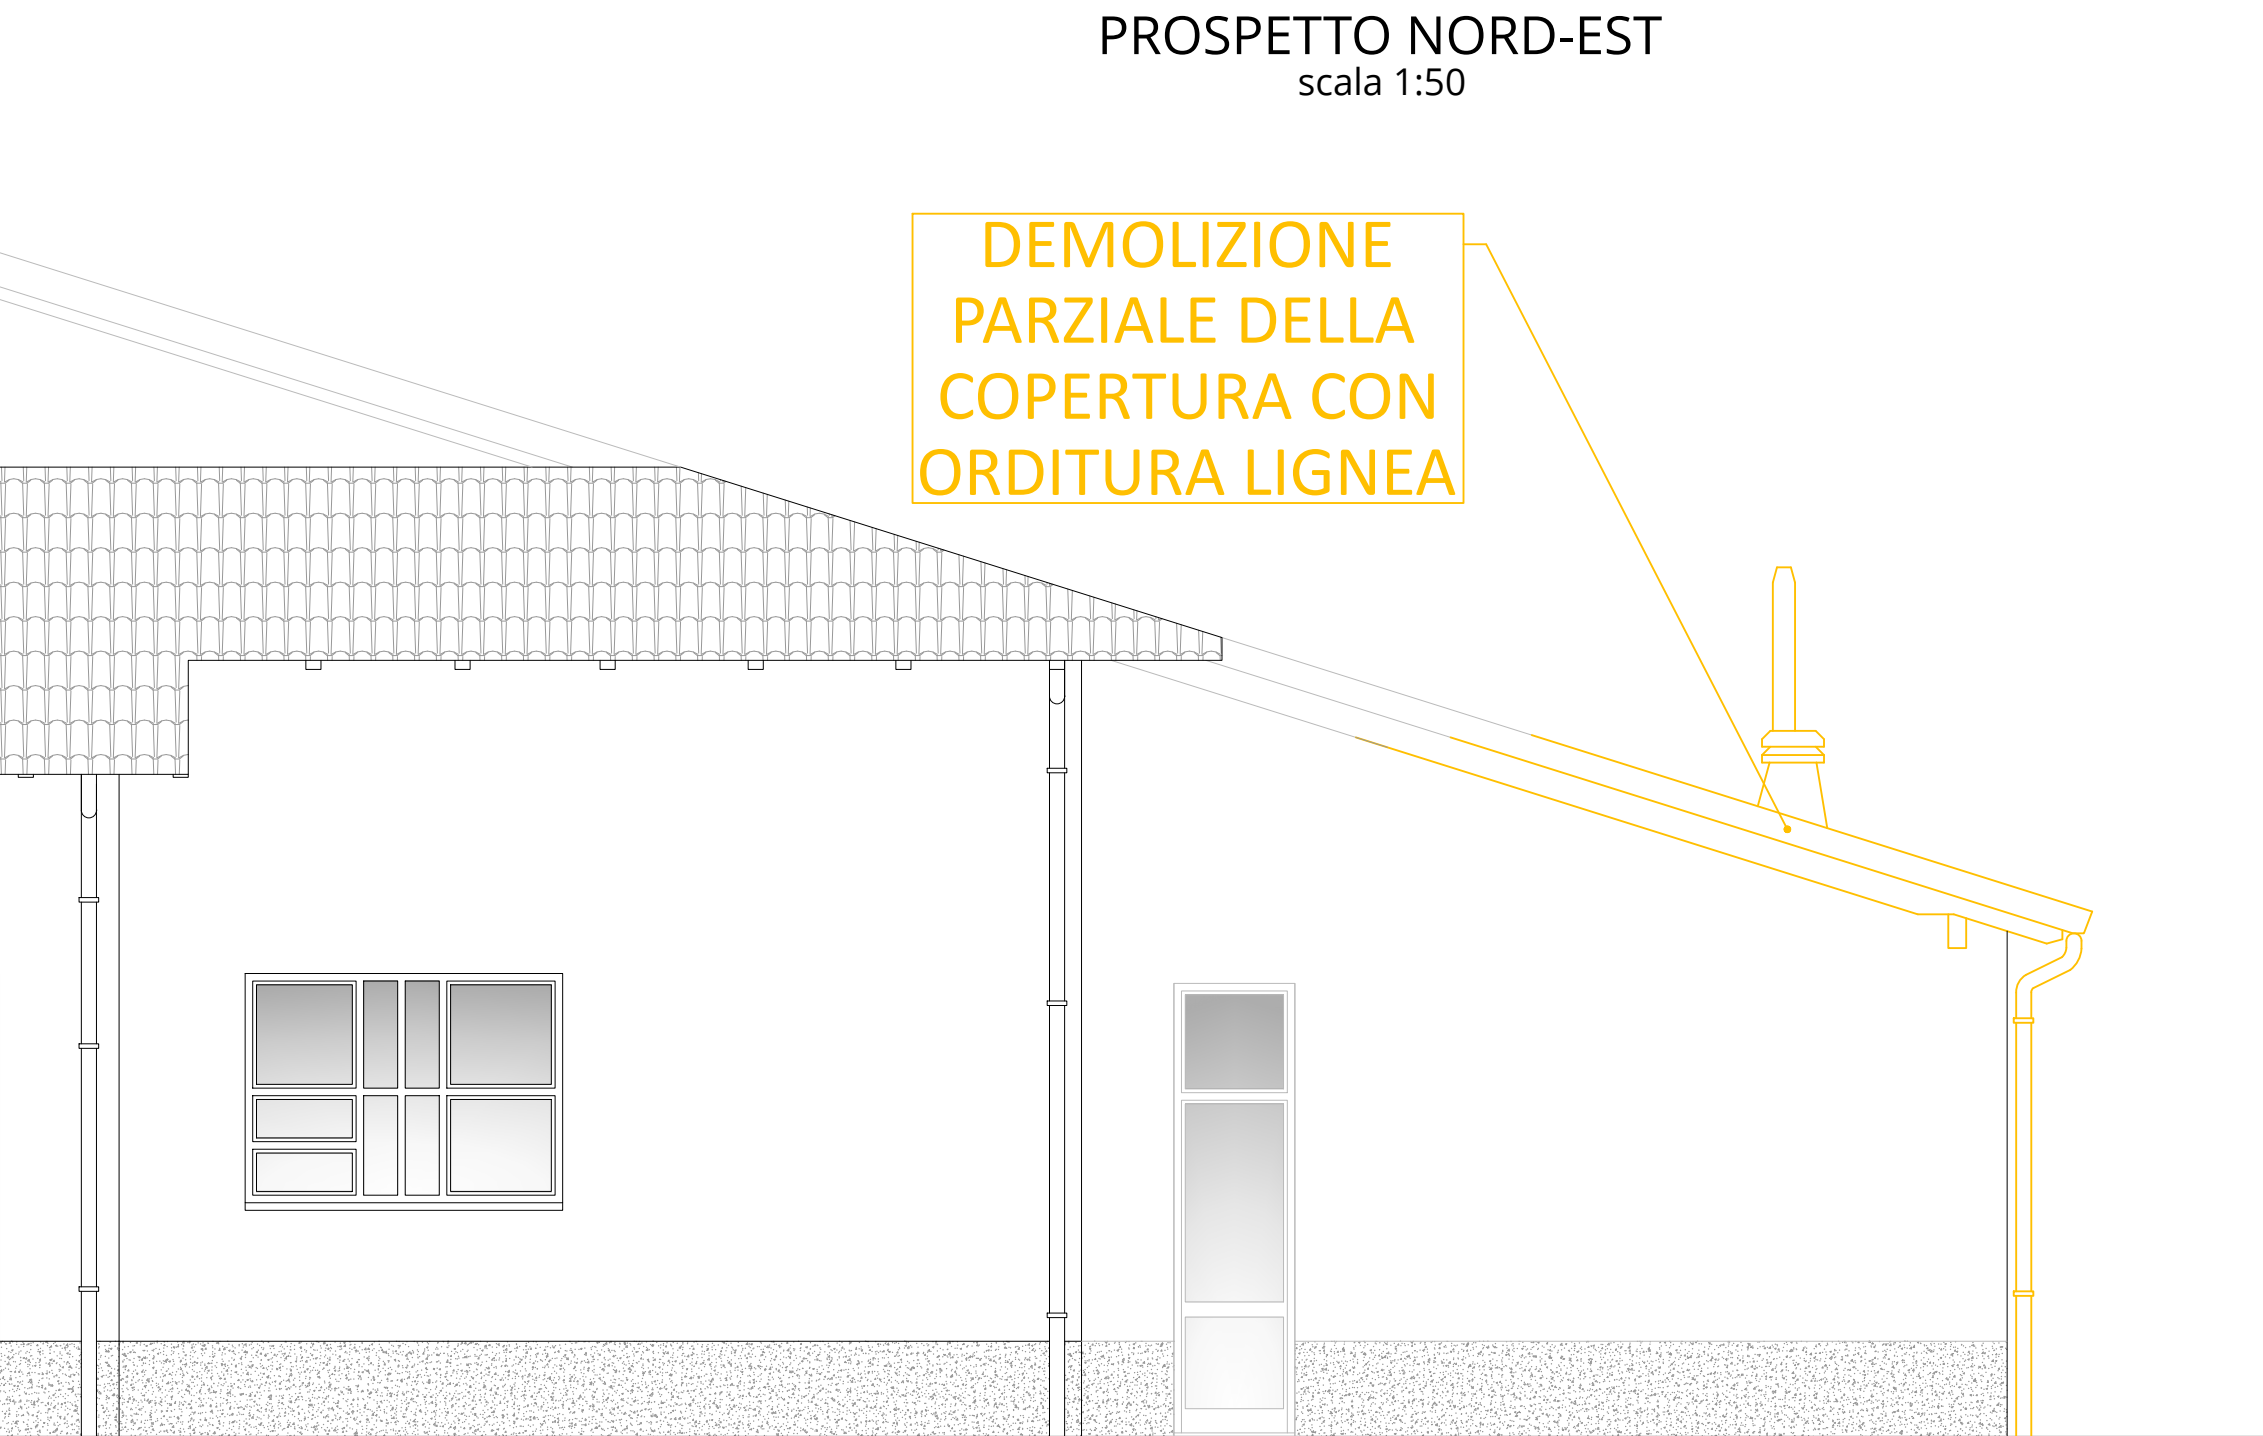 PROSPETTO NORD-EST
scala 1:50
DEMOLIZIONE
PARZIALE DELLA
COPERTURA CON
ORDITURA LIGNEA